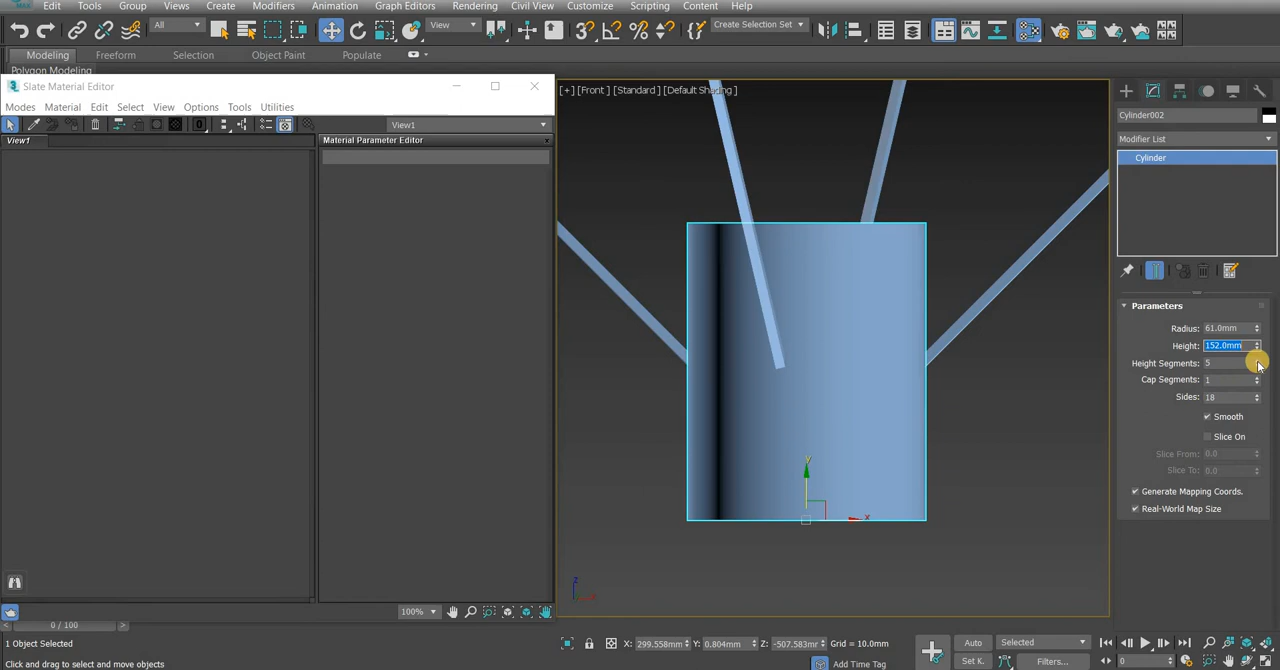 Edit Tools Group Views Create Modifiers Animation Graph Editors Rendering Civil View Customize Scripting Content Help
All
View
Create Selection Set
Modeling Freeform Selection Object Paint Populate
Polygon Modeling
Slate Material Editor
Modes Material Edit Select View Options Tools Utilities
View1
View1
Material Parameter Editor
[+] [Front ] [Standard ] [Default Shading ]
Cylinder002
Modifier List
Cylinder
Parameters
Radius: 61.0mm
Height: 152.0mm
Height Segments: 5
Cap Segments: 1
Sides: 18
Smooth
Slice On
Slice From: 0.0
Slice To: 0.0
Generate Mapping Coords.
Real-World Map Size
y
x
z
100%
0 / 100
1 Object Selected
X: 299.558mm Y: 0.804mm Z: -507.583mm Grid = 10.0mm
Auto
Selected
Click and drag to select and move objects
Add Time Tag
Set K.
Filters...
0